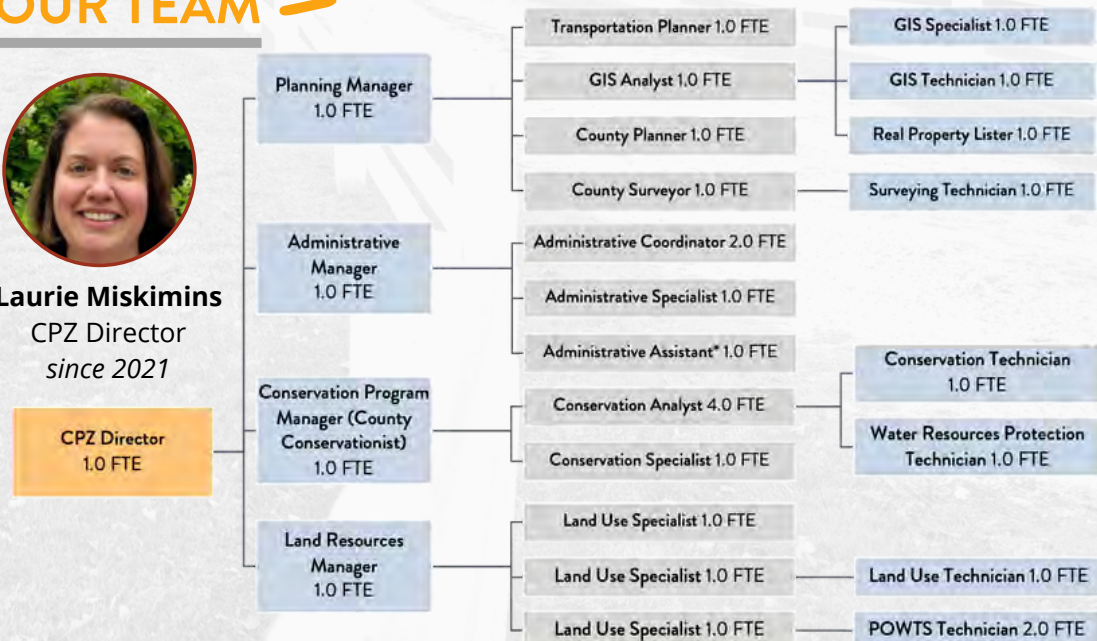 OUR TEAM
Laurie Miskimins
CPZ Director
since 2021
CPZ Director
1.0 FTE
Planning Manager
1.0 FTE
Transportation Planner 1.0 FTE
GIS Analyst 1.0 FTE
GIS Specialist 1.0 FTE
GIS Technician 1.0 FTE
Real Property Lister 1.0 FTE
County Planner 1.0 FTE
County Surveyor 1.0 FTE
Surveying Technician 1.0 FTE
Administrative
Manager
1.0 FTE
Administrative Coordinator 2.0 FTE
Administrative Specialist 1.0 FTE
Administrative Assistant* 1.0 FTE
Conservation Program
Manager (County
Conservationist)
1.0 FTE
Conservation Analyst 4.0 FTE
Conservation Technician
1.0 FTE
Water Resources Protection
Technician 1.0 FTE
Conservation Specialist 1.0 FTE
Land Resources
Manager
1.0 FTE
Land Use Specialist 1.0 FTE
Land Use Specialist 1.0 FTE
Land Use Technician 1.0 FTE
Land Use Specialist 1.0 FTE
POWTS Technician 2.0 FTE